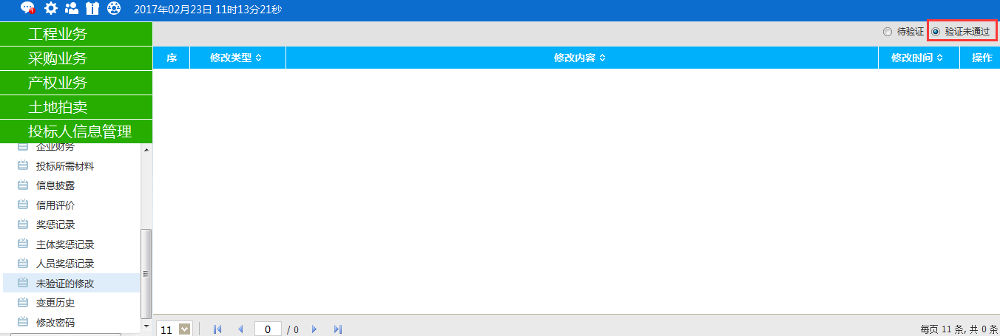 2017年02月23日 11时13分21秒
工程业务
采购业务
产权业务
土地拍卖
投标人信息管理
企业财务
投标所需材料
信息披露
信用评价
奖惩记录
主体奖惩记录
人员奖惩记录
未验证的修改
变更历史
修改密码
待验证 验证未通过
序 修改类型 修改内容 修改时间 操作
11 0 / 0 每页 11 条, 共 0 条